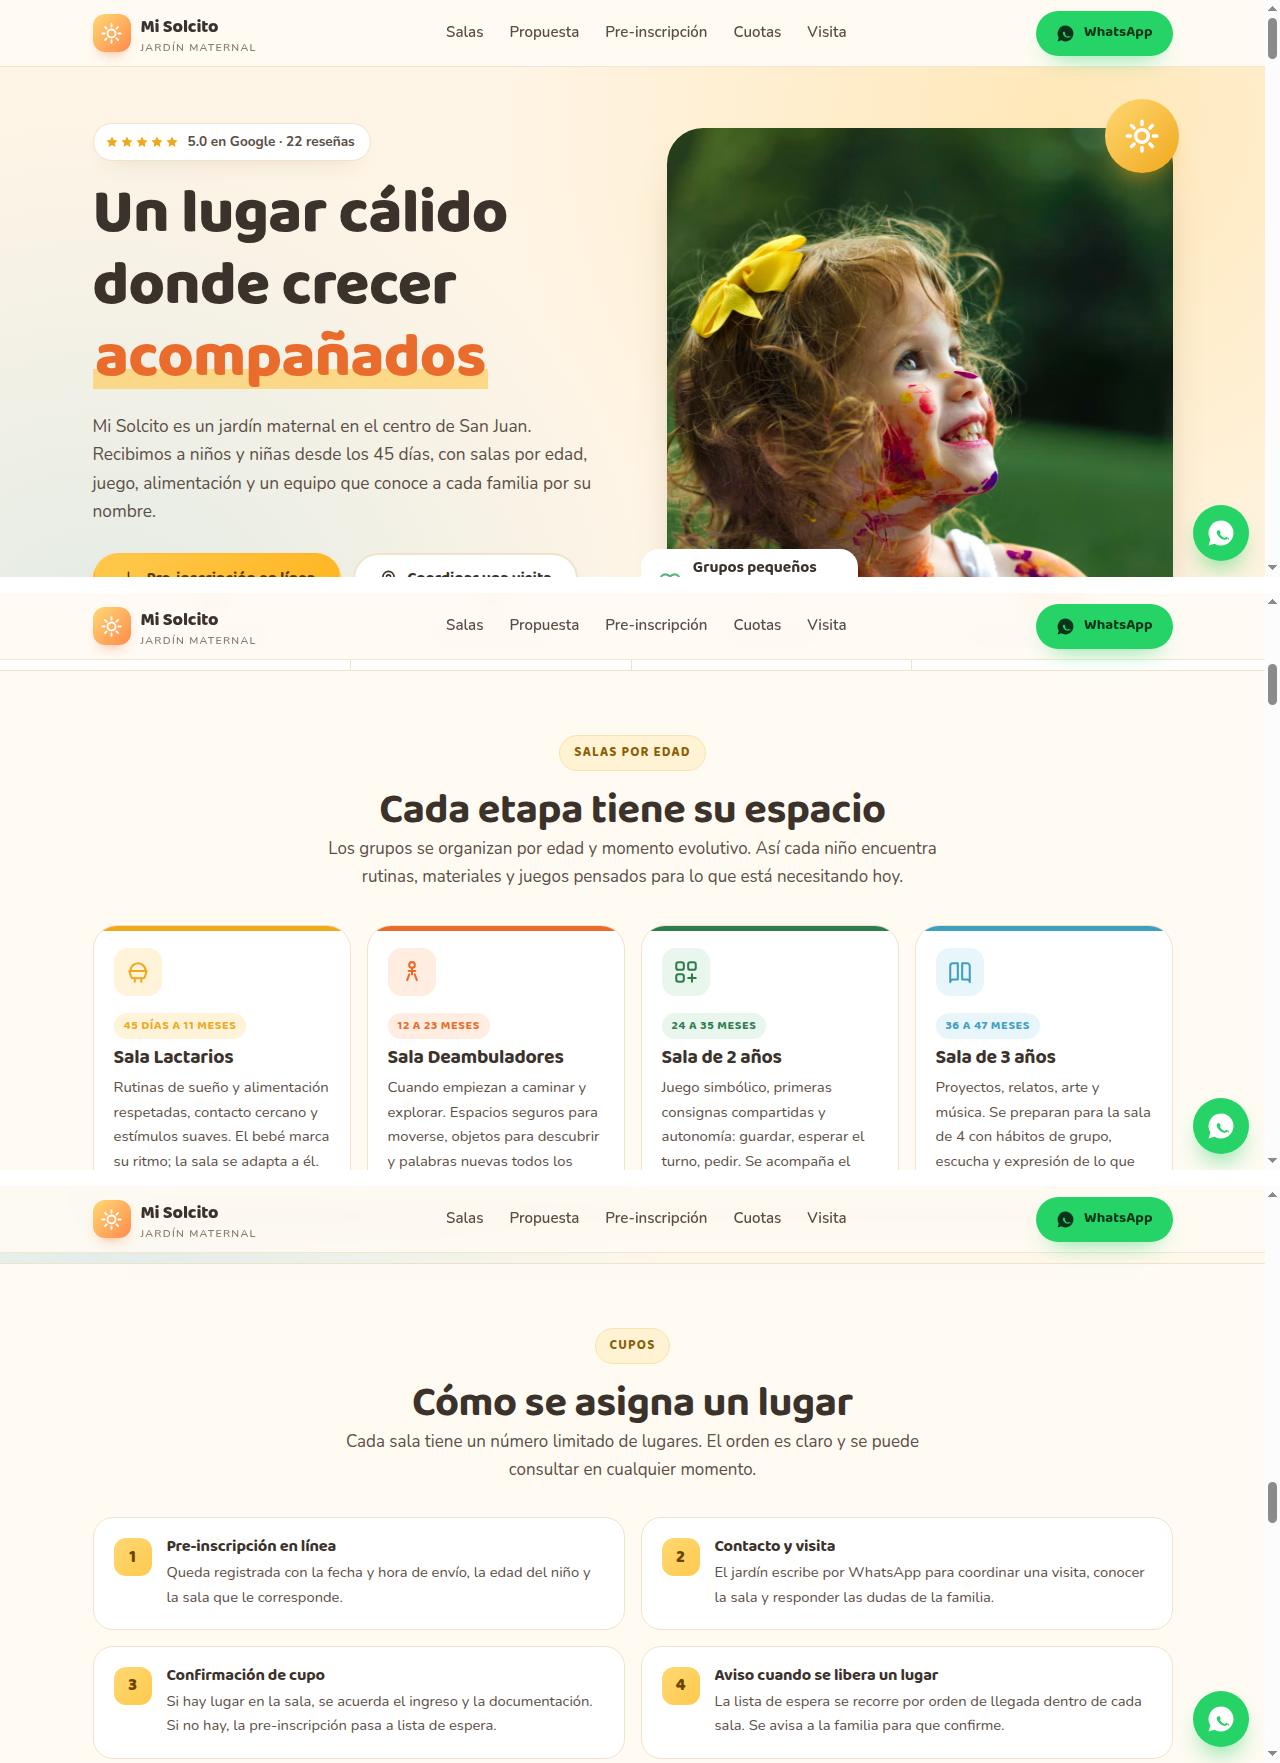 Mi Solcito
JARDÍN MATERNAL
Salas
Propuesta
Pre-inscripción
Cuotas
Visita
WhatsApp
5.0 en Google · 22 reseñas
Un lugar cálido
donde crecer
acompañados
Mi Solcito es un jardín maternal en el centro de San Juan.
Recibimos a niños y niñas desde los 45 días, con salas por edad,
juego, alimentación y un equipo que conoce a cada familia por su
nombre.
Pre-inscripción en línea
Coordinar una visita
Grupos pequeños
Mi Solcito
JARDÍN MATERNAL
Salas
Propuesta
Pre-inscripción
Cuotas
Visita
WhatsApp
SALAS POR EDAD
Cada etapa tiene su espacio
Los grupos se organizan por edad y momento evolutivo. Así cada niño encuentra
rutinas, materiales y juegos pensados para lo que está necesitando hoy.
45 DÍAS A 11 MESES
Sala Lactarios
Rutinas de sueño y alimentación
respetadas, contacto cercano y
estímulos suaves. El bebé marca
su ritmo; la sala se adapta a él.
12 A 23 MESES
Sala Deambuladores
Cuando empiezan a caminar y
explorar. Espacios seguros para
moverse, objetos para descubrir
y palabras nuevas todos los
24 A 35 MESES
Sala de 2 años
Juego simbólico, primeras
consignas compartidas y
autonomía: guardar, esperar el
turno, pedir. Se acompaña el
36 A 47 MESES
Sala de 3 años
Proyectos, relatos, arte y
música. Se preparan para la sala
de 4 con hábitos de grupo,
escucha y expresión de lo que
Mi Solcito
JARDÍN MATERNAL
Salas
Propuesta
Pre-inscripción
Cuotas
Visita
WhatsApp
CUPOS
Cómo se asigna un lugar
Cada sala tiene un número limitado de lugares. El orden es claro y se puede
consultar en cualquier momento.
1
Pre-inscripción en línea
Queda registrada con la fecha y hora de envío, la edad del niño y
la sala que le corresponde.
2
Contacto y visita
El jardín escribe por WhatsApp para coordinar una visita, conocer
la sala y responder las dudas de la familia.
3
Confirmación de cupo
Si hay lugar en la sala, se acuerda el ingreso y la documentación.
Si no hay, la pre-inscripción pasa a lista de espera.
4
Aviso cuando se libera un lugar
La lista de espera se recorre por orden de llegada dentro de cada
sala. Se avisa a la familia para que confirme.